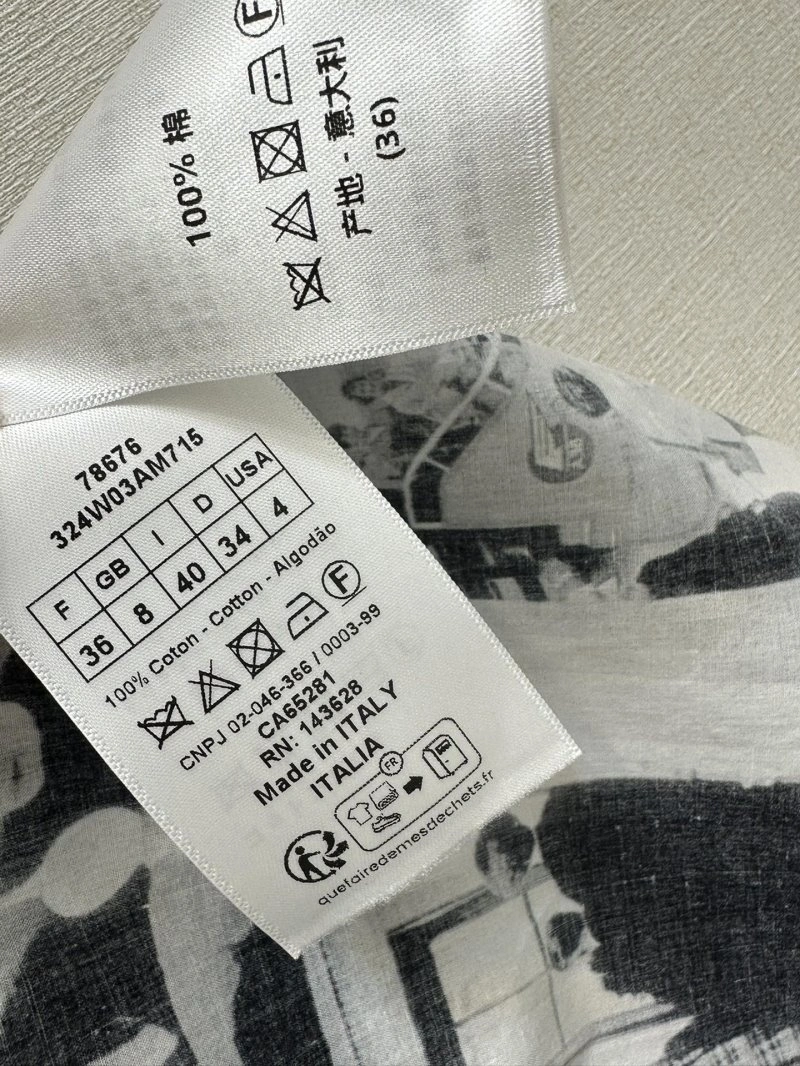 100% 棉
产地 - 意大利
(36)
F
78676
324W03AM715
F GB I D USA
36 8 40 34 4
100% Coton - Cotton - Algodão
F
CNPJ 02-046-366 / 0003-99
CA65281
RN: 143628
Made in ITALY
ITALIA
FR
quefairedemesdechets.fr